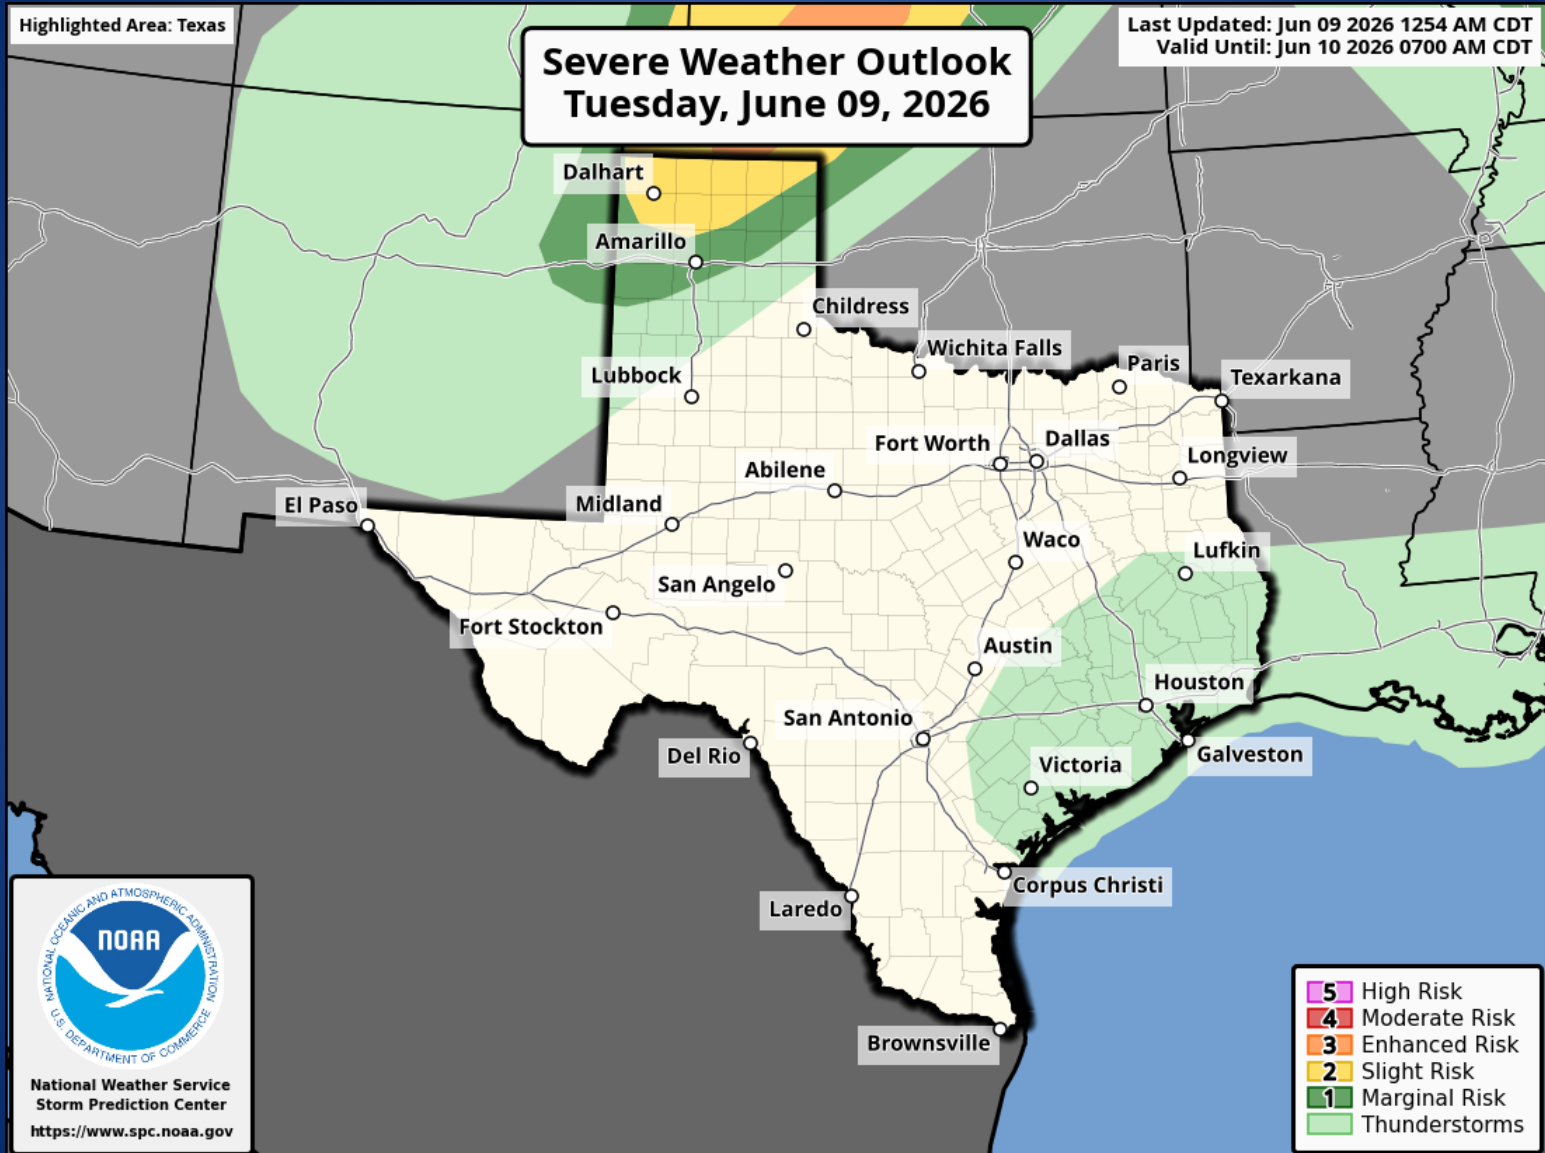 Highlighted Area: Texas
Severe Weather Outlook
Tuesday, June 09, 2026
Last Updated: Jun 09 2026 1254 AM CDT
Valid Until: Jun 10 2026 0700 AM CDT
Dalhart
Amarillo
Childress
Wichita Falls
Paris
Texarkana
Lubbock
Fort Worth
Dallas
Longview
Abilene
Midland
El Paso
Waco
Lufkin
San Angelo
Fort Stockton
Austin
Houston
San Antonio
Del Rio
Galveston
Victoria
Corpus Christi
Laredo
Brownsville
NATIONAL OCEANIC AND ATMOSPHERIC ADMINISTRATION
NOAA
U.S. DEPARTMENT OF COMMERCE
National Weather Service
Storm Prediction Center
https://www.spc.noaa.gov
5 High Risk
4 Moderate Risk
3 Enhanced Risk
2 Slight Risk
1 Marginal Risk
Thunderstorms